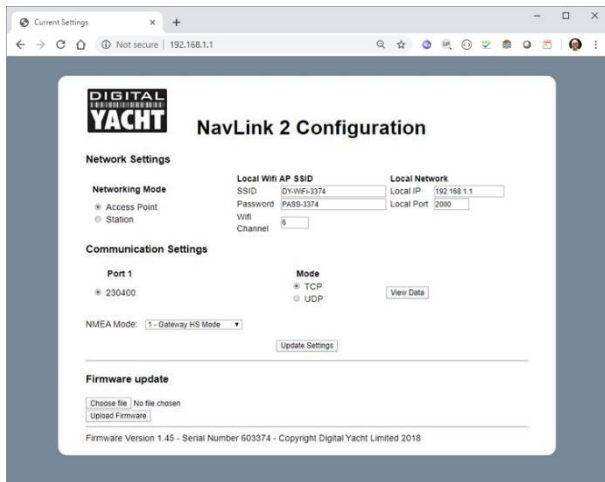 Current Settings
Not secure | 192.168.1.1
DIGITAL
YACHT
NavLink 2 Configuration
Network Settings
Local Wifi AP SSID Local Network
Networking Mode SSID DY-WiFi-3374 Local IP 192.168.1.1
Access Point Password PASS-3374 Local Port 2000
Station Wifi Channel 6
Communication Settings
Port 1 Mode
230400 TCP View Data
UDP
NMEA Mode: 1 - Gateway HS Mode
Update Settings
Firmware update
Choose file No file chosen
Upload Firmware
Firmware Version 1.45 - Serial Number 603374 - Copyright Digital Yacht Limited 2018